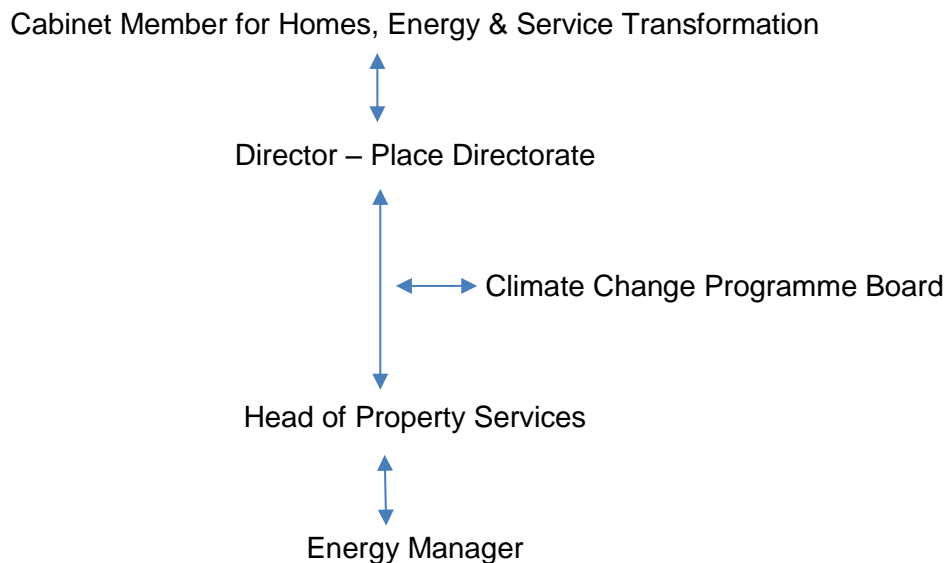 Cabinet Member for Homes, Energy & Service Transformation
Director – Place Directorate
Climate Change Programme Board
Head of Property Services
Energy Manager